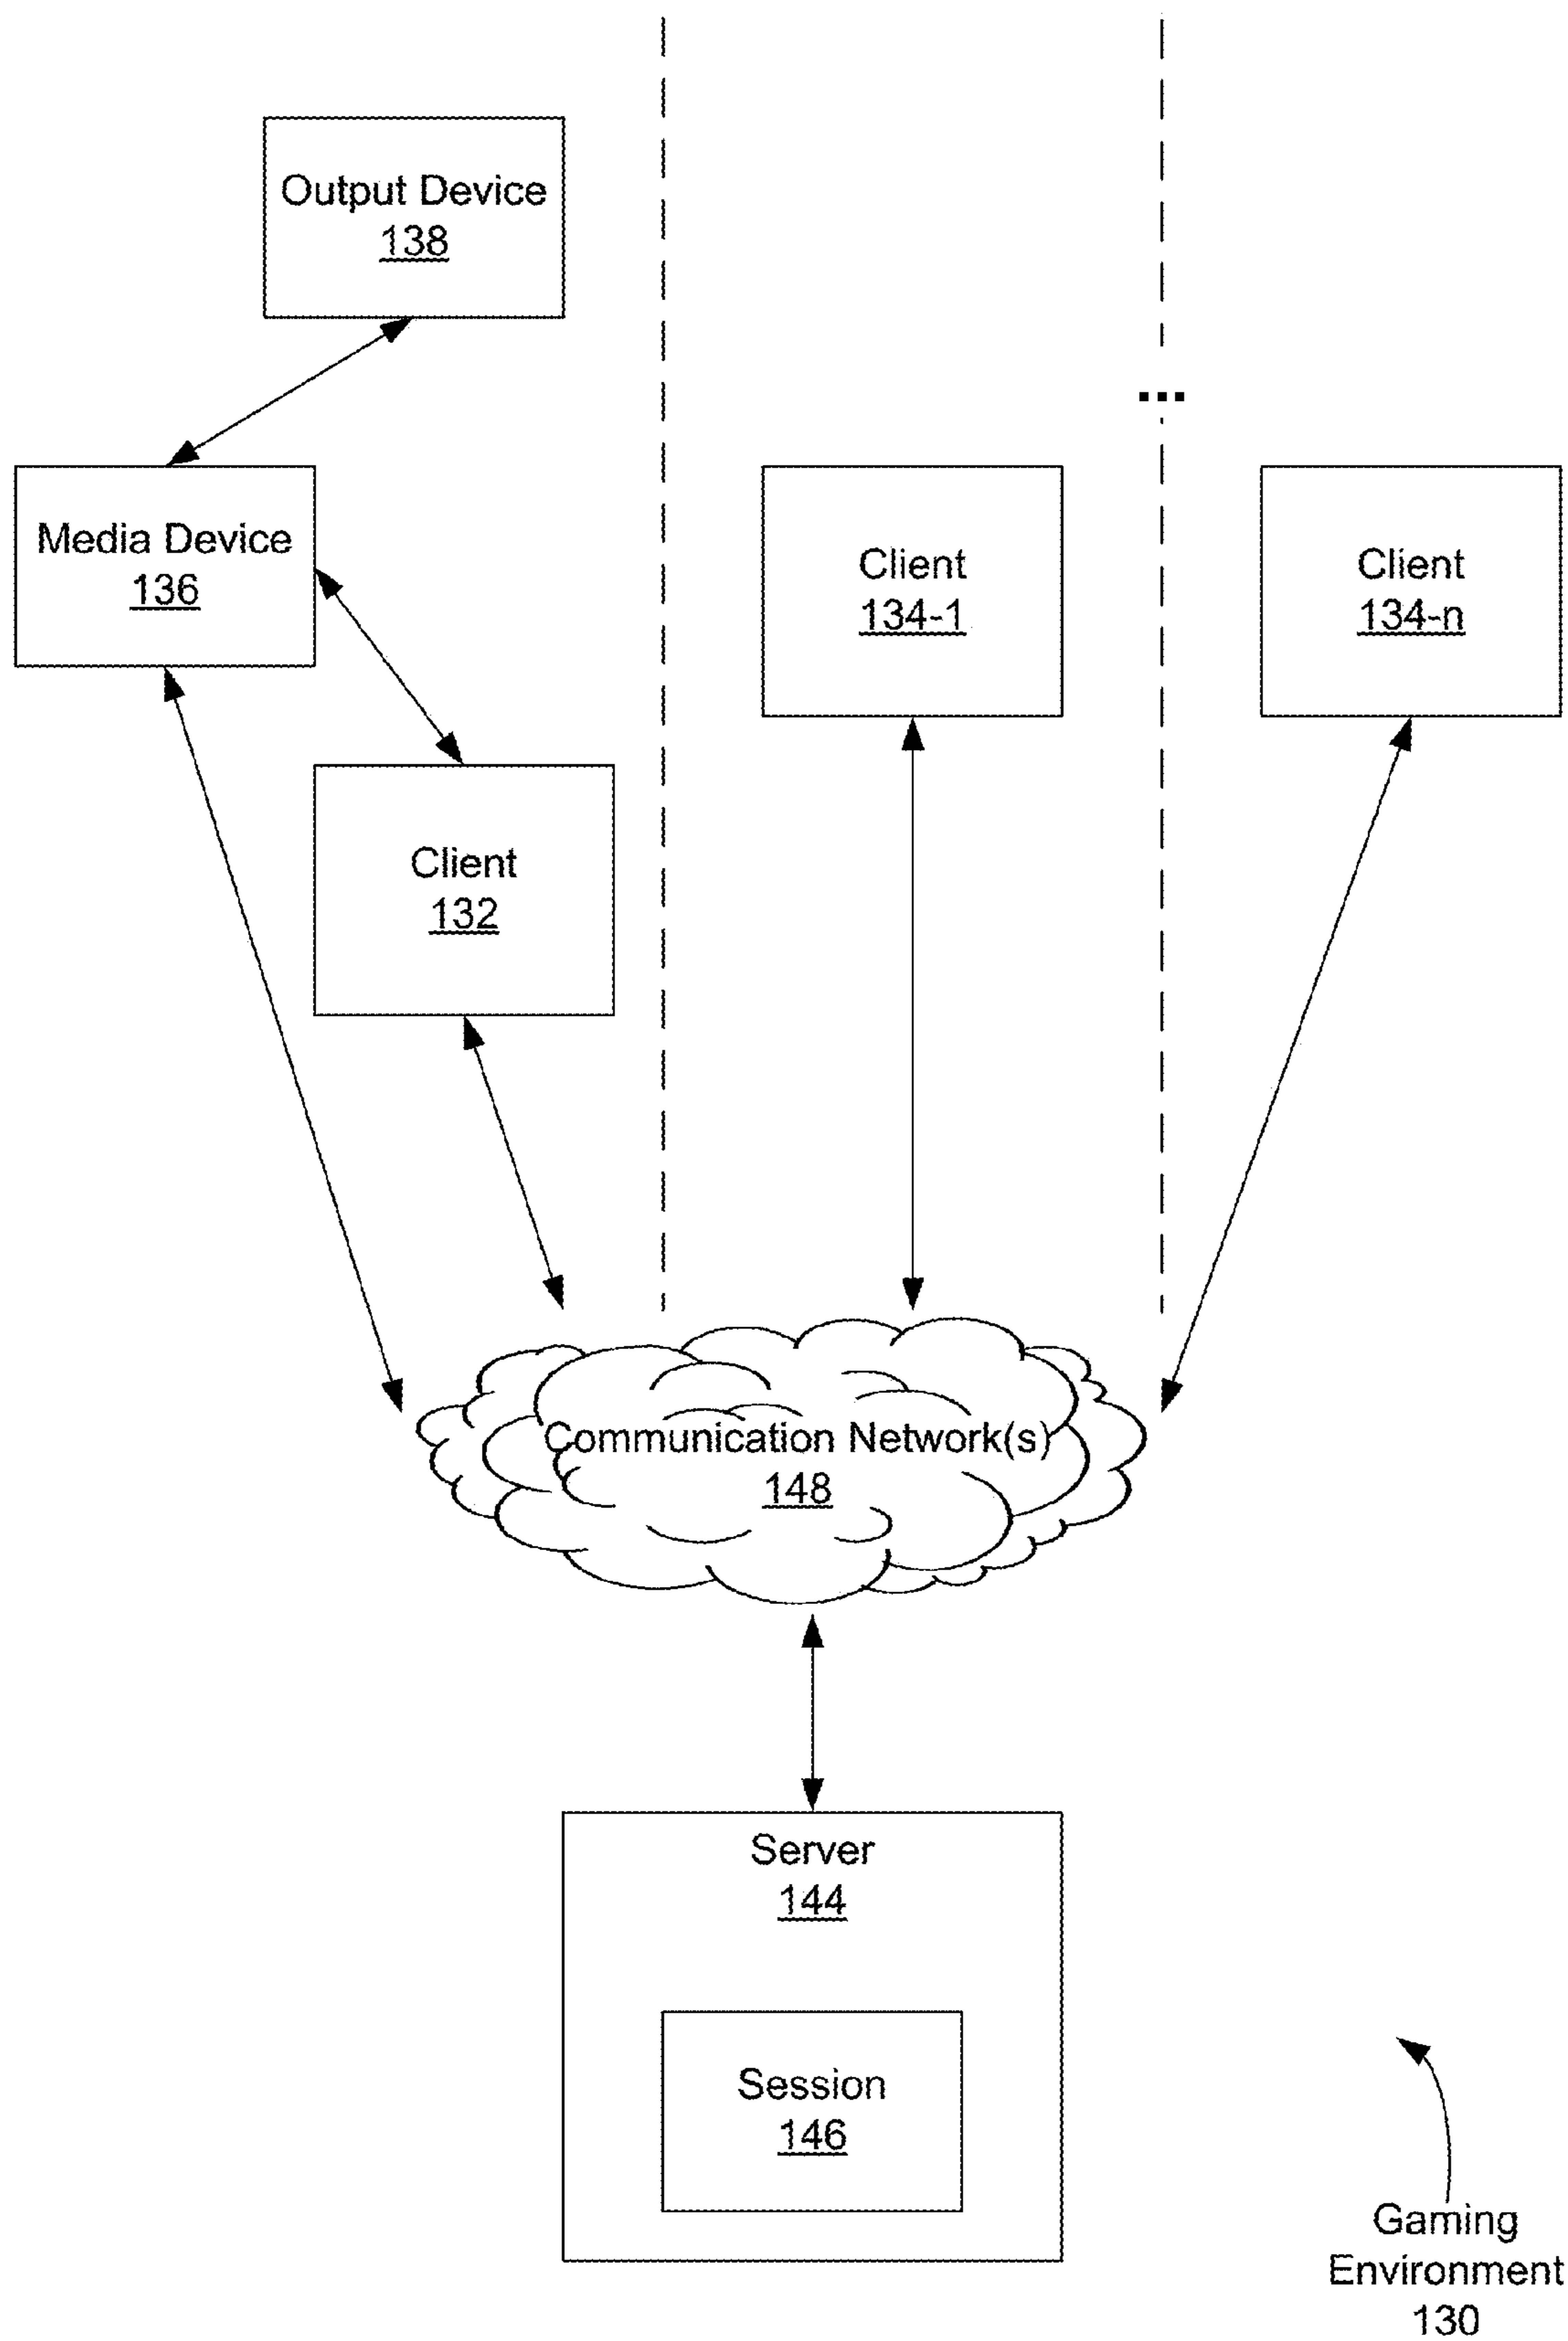 Output Device
138
...
Media Device
136
Client
134-1
Client
134-n
Client
132
Communication Network(s)
148
Server
144
Session
146
Gaming
Environment
130